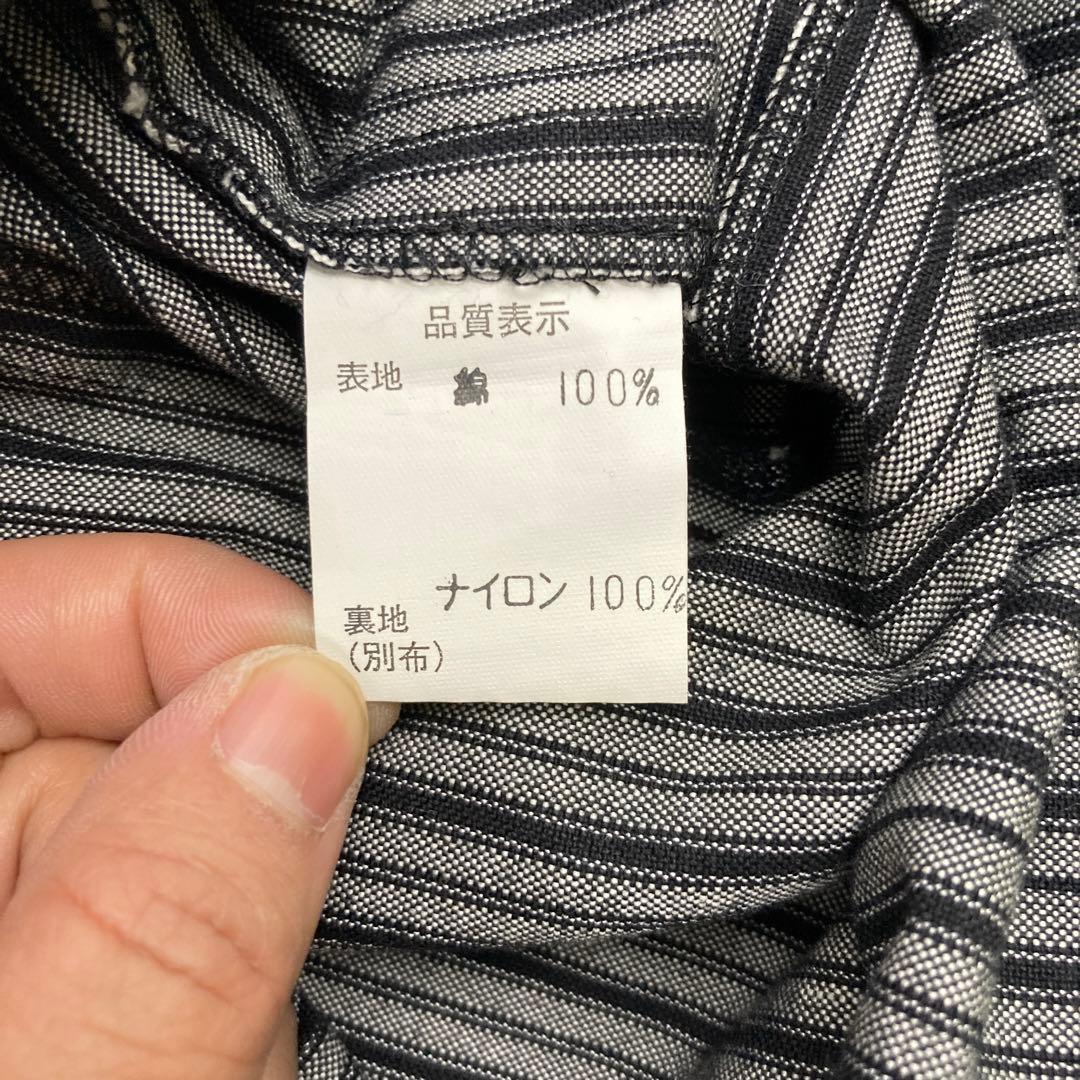 品質表示
表地 綿 100%
ナイロン 100%
裏地
(別布)